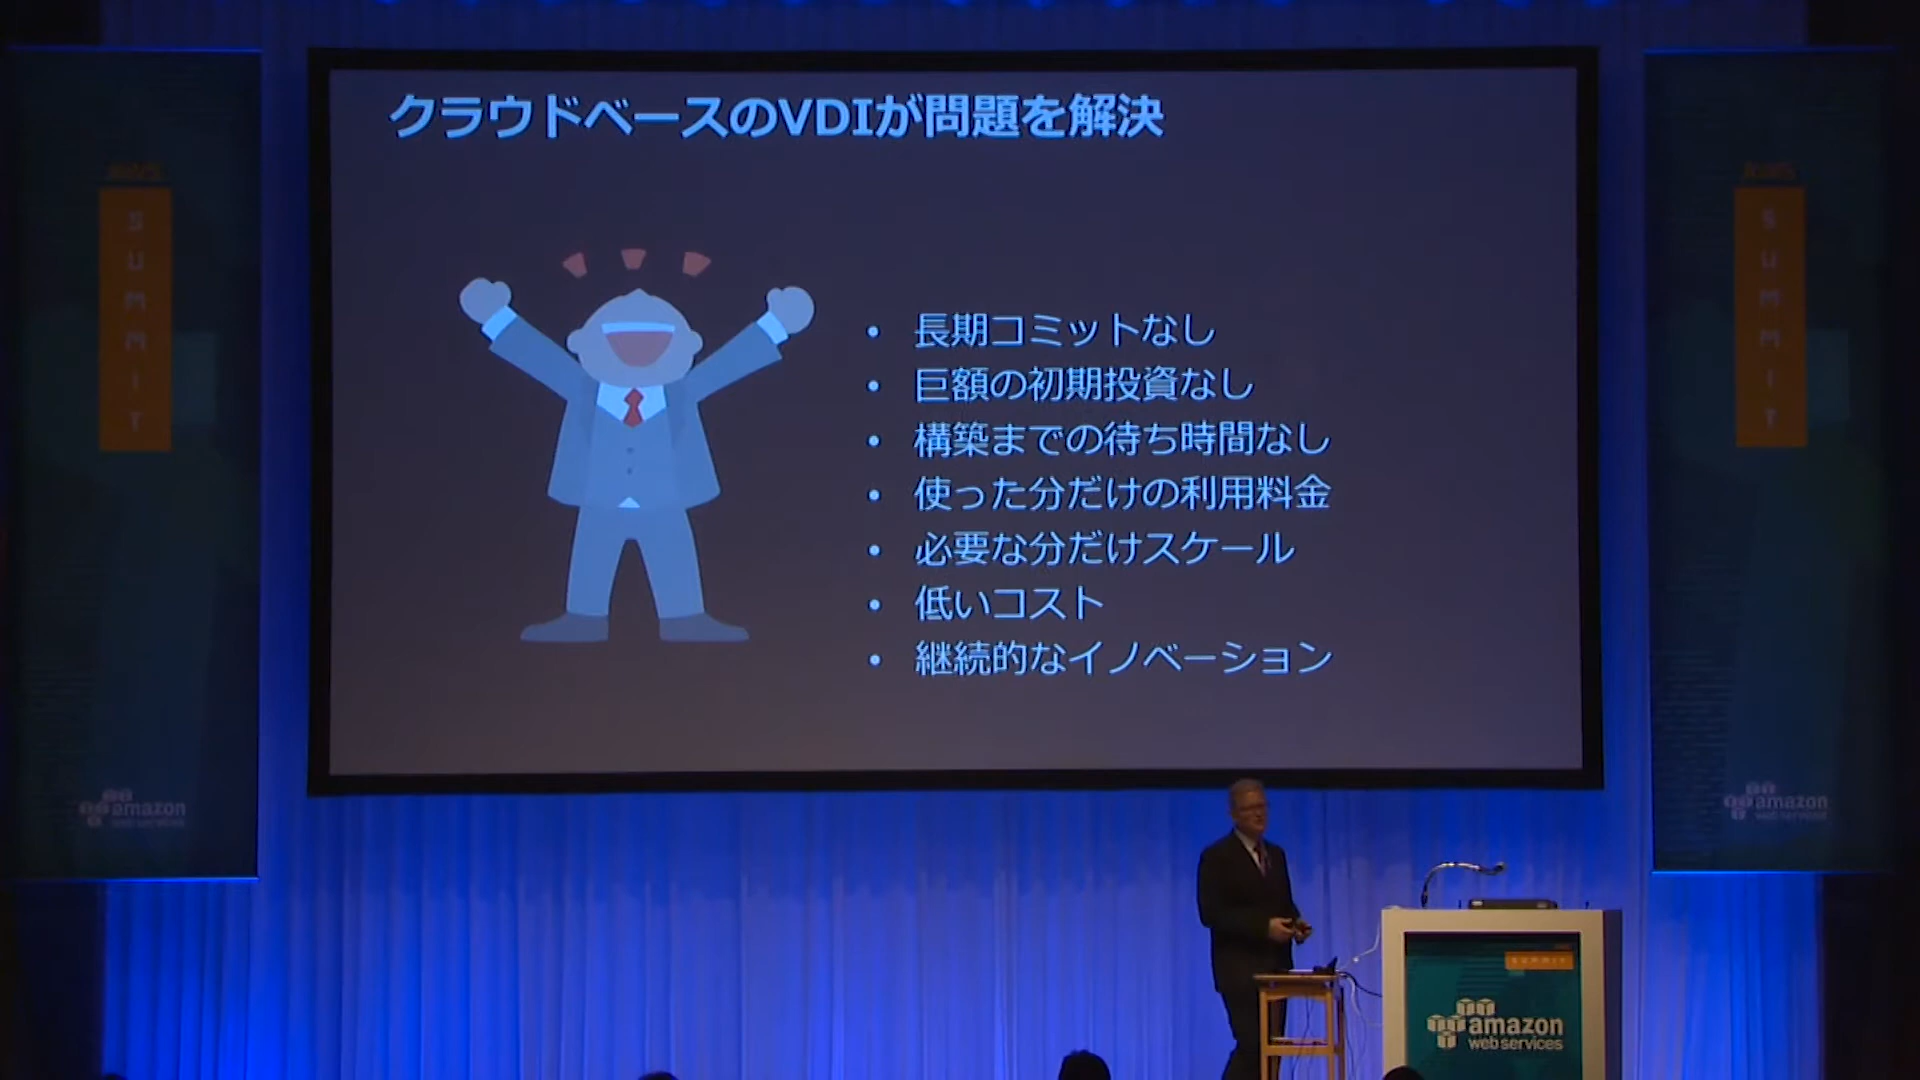 クラウドベースのVDIが問題を解決
• 長期コミットなし
• 巨額の初期投資なし
• 構築までの待ち時間なし
• 使った分だけの利用料金
• 必要な分だけスケール
• 低いコスト
• 継続的なイノベーション
SUMMIT
amazon
web services
SUMMIT
amazon
web services
SUMMIT
amazon
web services